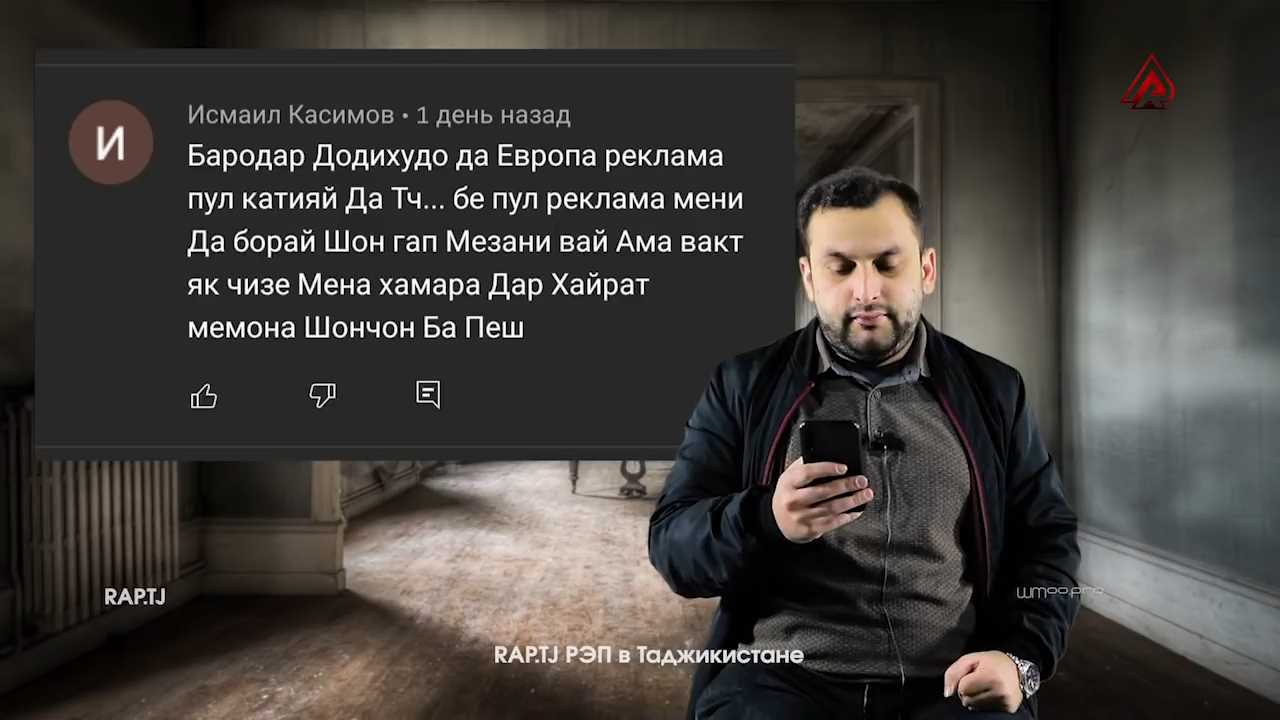 И
Исмаил Касимов • 1 день назад
Бародар Додихудо да Европа реклама
пул катияй Да Тч... бе пул реклама мени
Да борай Шон гап Мезани вай Ама вакт
як чизе Мена хамара Дар Хайрат
мемона Шончон Ба Пеш
RAP.TJ
wmoo.pro
RAP.TJ РЭП в Таджикистане